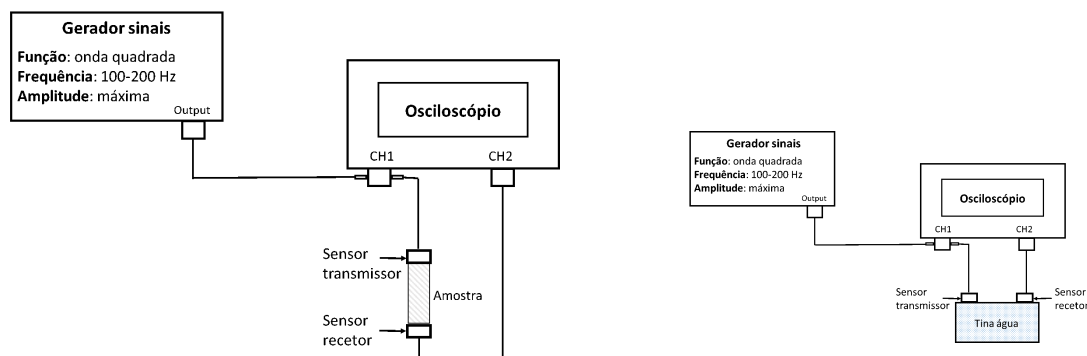 Gerador sinais
Função: onda quadrada
Frequência: 100-200 Hz
Amplitude: máxima
Output
Osciloscópio
CH1
CH2
Sensor
transmissor
Amostra
Sensor
recetor
Gerador sinais
Função: onda quadrada
Frequência: 100-200 Hz
Amplitude: máxima
Output
Osciloscópio
CH1
CH2
Sensor
transmissor
Sensor
recetor
Tina água